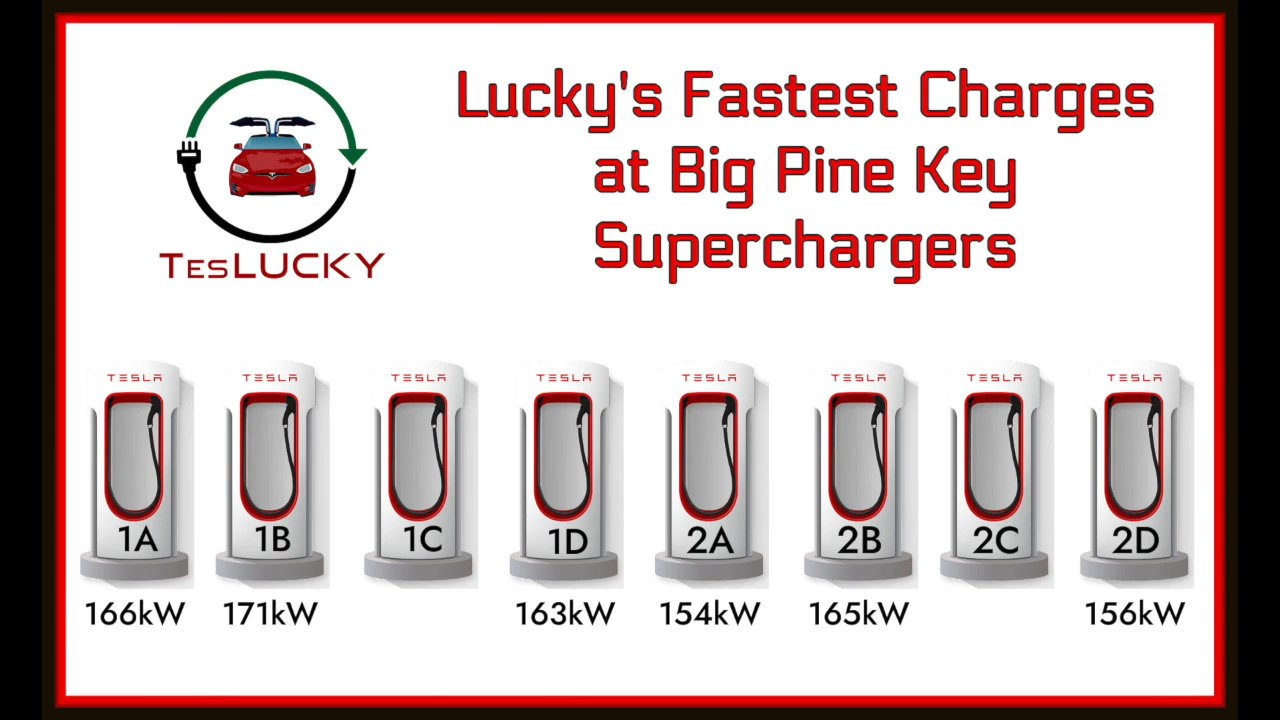 Lucky's Fastest Charges
at Big Pine Key
Superchargers
TesLUCKY
TESLA TESLA TESLA TESLA TESLA TESLA TESLA TESLA
1A 1B 1C 1D 2A 2B 2C 2D
166kW 171kW 163kW 154kW 165kW 156kW